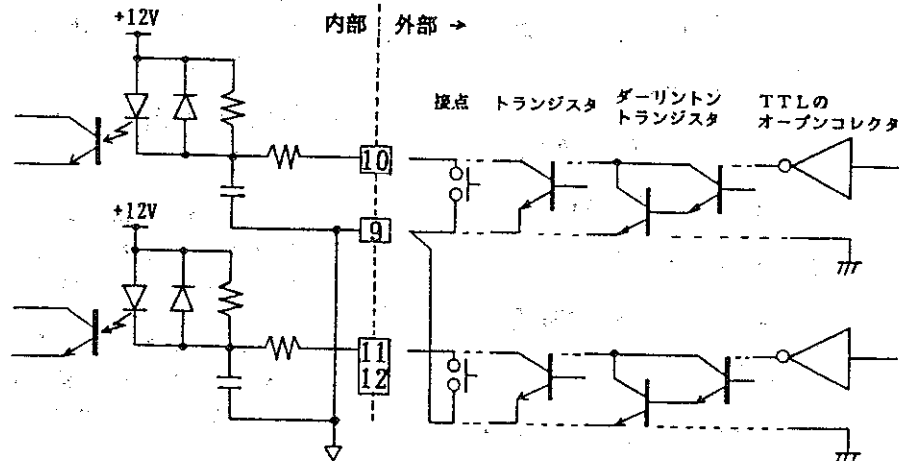 +12V
内部 外部 →
接点 トランジスタ ダーリントン
トランジスタ TTLの
オープンコレクタ
10
9
+12V
11
12